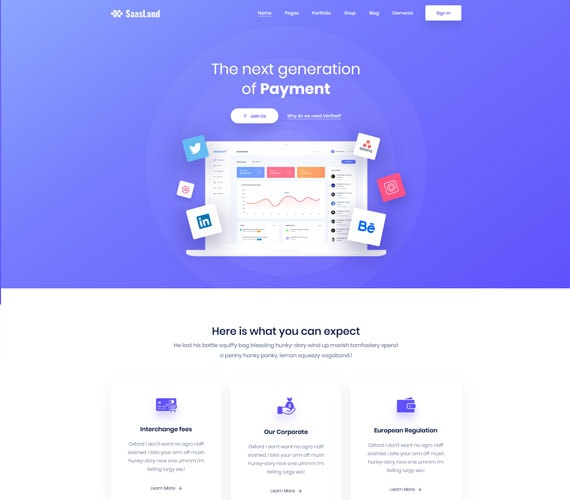 SaasLand
Home Pages Portfolio Shop Blog Elements Sign In
The next generation
of Payment
Join Us Why do we need Verified?
asana
in
Bē
Here is what you can expect
He lost his bottle squiffy bog bleeding hunky-dory wind up morish tomfoolery spend
a penny hanky panky, lemon squeezy vagabond !
Interchange fees
Oxford I don't want no agro naff
sloshed. I bite your arm off mush
hunky-dory nice one ummm I'm
telling lurgy we.!
Learn More
Our Corporate
Oxford I don't want no agro naff
sloshed. I bite your arm off mush
hunky-dory nice one ummm I'm
telling lurgy we.!
Learn More
European Regulation
Oxford I don't want no agro naff
sloshed. I bite your arm off mush
hunky-dory nice one ummm I'm
telling lurgy we.!
Learn More